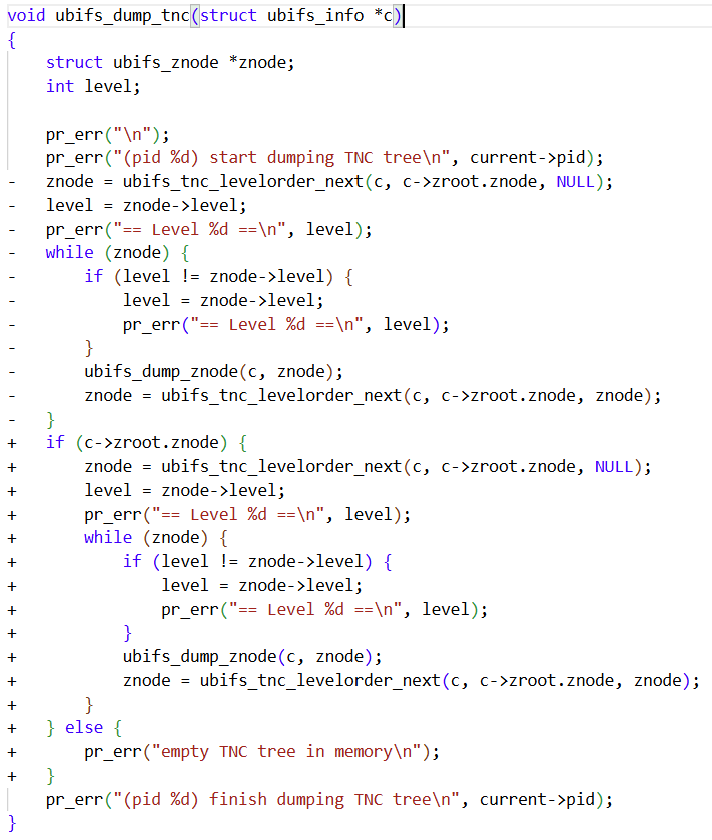 void ubifs_dump_tnc(struct ubifs_info *c)
{
    struct ubifs_znode *znode;
    int level;

    pr_err("\n");
    pr_err("(pid %d) start dumping TNC tree\n", current->pid);
-   znode = ubifs_tnc_levelorder_next(c, c->zroot.znode, NULL);
-   level = znode->level;
-   pr_err("== Level %d ==\n", level);
-   while (znode) {
-       if (level != znode->level) {
-           level = znode->level;
-           pr_err("== Level %d ==\n", level);
-       }
-       ubifs_dump_znode(c, znode);
-       znode = ubifs_tnc_levelorder_next(c, c->zroot.znode, znode);
-   }
+   if (c->zroot.znode) {
+       znode = ubifs_tnc_levelorder_next(c, c->zroot.znode, NULL);
+       level = znode->level;
+       pr_err("== Level %d ==\n", level);
+       while (znode) {
+           if (level != znode->level) {
+               level = znode->level;
+               pr_err("== Level %d ==\n", level);
+           }
+           ubifs_dump_znode(c, znode);
+           znode = ubifs_tnc_levelorder_next(c, c->zroot.znode, znode);
+       }
+   } else {
+       pr_err("empty TNC tree in memory\n");
+   }
    pr_err("(pid %d) finish dumping TNC tree\n", current->pid);
}